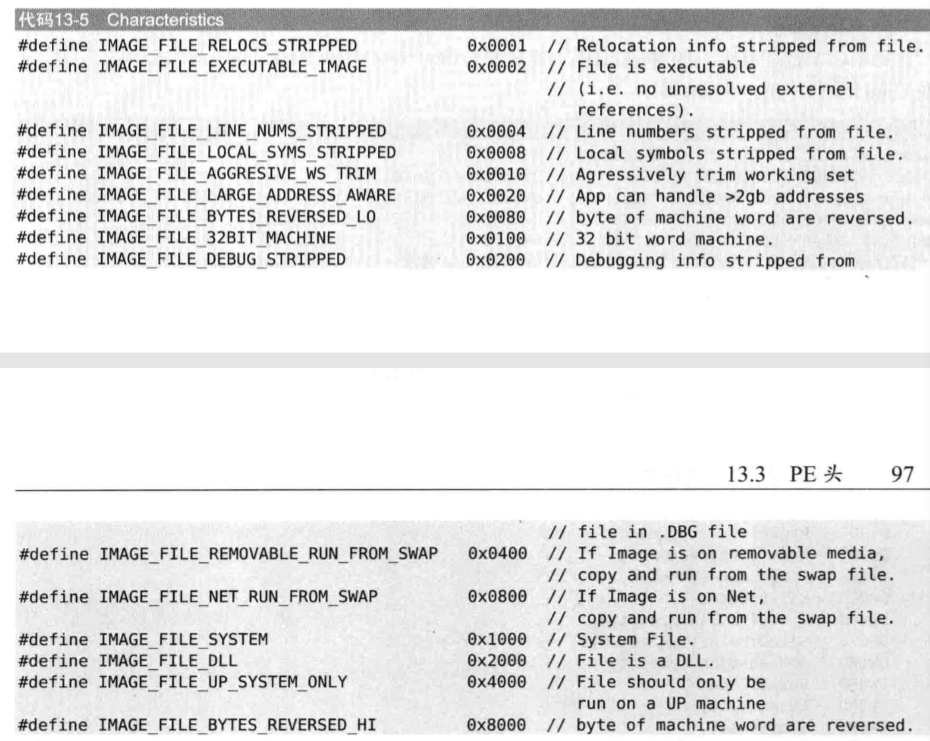 代码13-5 Characteristics
#define IMAGE_FILE_RELOCS_STRIPPED 0x0001 // Relocation info stripped from file.
#define IMAGE_FILE_EXECUTABLE_IMAGE 0x0002 // File is executable
// (i.e. no unresolved externel
references).
#define IMAGE_FILE_LINE_NUMS_STRIPPED 0x0004 // Line numbers stripped from file.
#define IMAGE_FILE_LOCAL_SYMS_STRIPPED 0x0008 // Local symbols stripped from file.
#define IMAGE_FILE_AGGRESIVE_WS_TRIM 0x0010 // Agressively trim working set
#define IMAGE_FILE_LARGE_ADDRESS_AWARE 0x0020 // App can handle >2gb addresses
#define IMAGE_FILE_BYTES_REVERSED_LO 0x0080 // byte of machine word are reversed.
#define IMAGE_FILE_32BIT_MACHINE 0x0100 // 32 bit word machine.
#define IMAGE_FILE_DEBUG_STRIPPED 0x0200 // Debugging info stripped from
13.3 PE 头 97
// file in .DBG file
#define IMAGE_FILE_REMOVABLE_RUN_FROM_SWAP 0x0400 // If Image is on removable media,
// copy and run from the swap file.
#define IMAGE_FILE_NET_RUN_FROM_SWAP 0x0800 // If Image is on Net,
// copy and run from the swap file.
#define IMAGE_FILE_SYSTEM 0x1000 // System File.
#define IMAGE_FILE_DLL 0x2000 // File is a DLL.
#define IMAGE_FILE_UP_SYSTEM_ONLY 0x4000 // File should only be
run on a UP machine
#define IMAGE_FILE_BYTES_REVERSED_HI 0x8000 // byte of machine word are reversed.